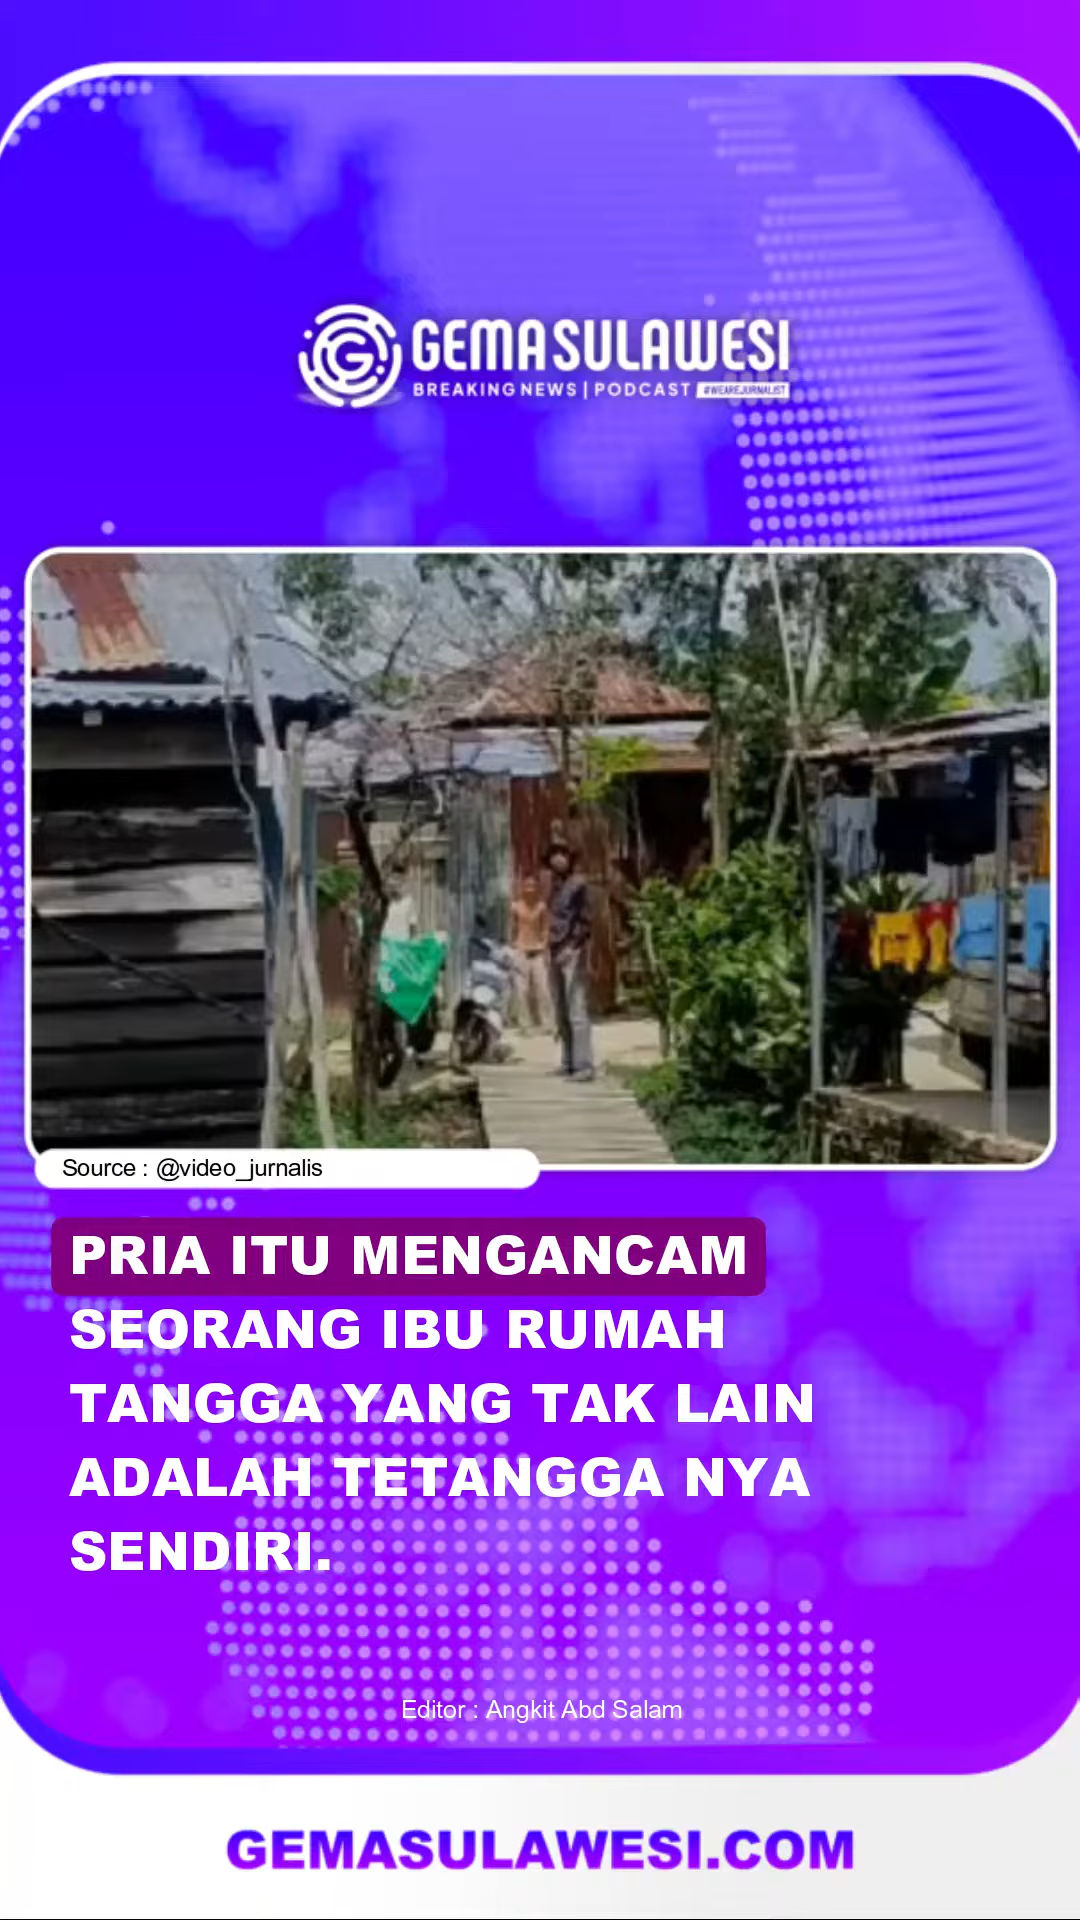 GEMASULAWESI
BREAKING NEWS | PODCAST #WEAREJURNALIST
Source : @video_jurnalis
PRIA ITU MENGANCAM
SEORANG IBU RUMAH
TANGGA YANG TAK LAIN
ADALAH TETANGGA NYA
SENDIRI.
Editor : Angkit Abd Salam
GEMASULAWESI.COM